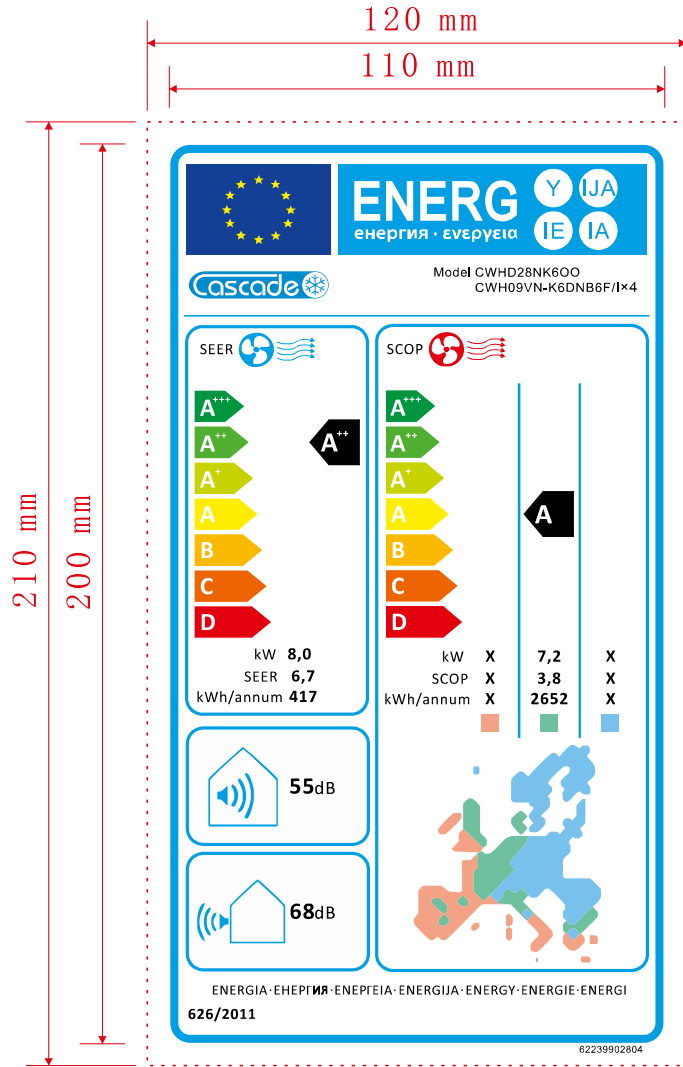 120 mm
110 mm
210 mm
200 mm
ENERG
енергия · ενεργεια
Y
IJA
IE
IA
Cascade
Model CWHD28NK6OO
CWH09VN-K6DNB6F/I×4
SEER
A+++
A++
A+
A
B
C
D
A++
kW 8,0
SEER 6,7
kWh/annum 417
SCOP
A+++
A++
A+
A
B
C
D
A
kW X 7,2 X
SCOP X 3,8 X
kWh/annum X 2652 X
55dB
68dB
ENERGIA·ЕНЕРГИЯ·ΕΝΕΡΓΕΙΑ·ENERGIJA·ENERGY·ENERGIE·ENERGI
626/2011
62239902804